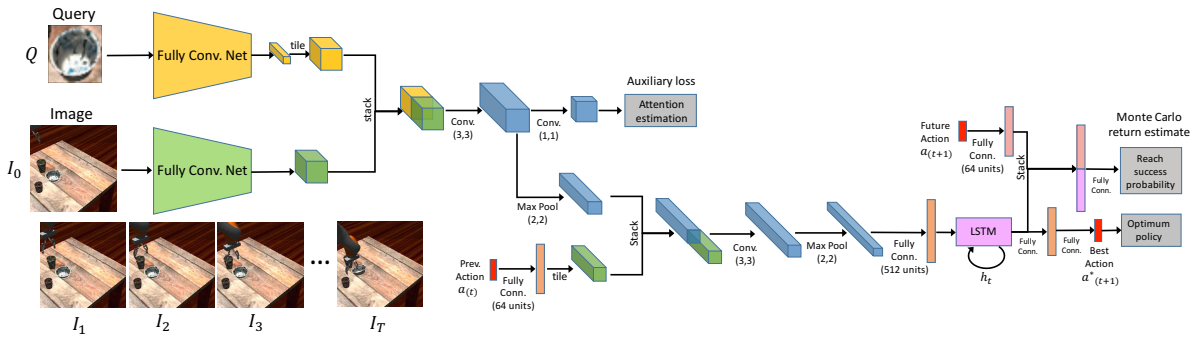 Query
Q
Fully Conv. Net
tile
Image
I₀
Fully Conv. Net
stack
Conv.
(3,3)
Conv.
(1,1)
Auxiliary loss
Attention
estimation
Max Pool
(2,2)
Prev.
Action
a(t)
Fully
Conn.
(64 units)
tile
Stack
Conv.
(3,3)
Max Pool
(2,2)
Fully
Conn.
(512 units)
LSTM
hₜ
Future
Action
a(t+1)
Fully
Conn.
(64 units)
Stack
Fully
Conn.
Monte Carlo
return estimate
Reach
success
probability
Fully
Conn.
Fully
Conn.
Best
Action
a*(t+1)
Optimum
policy
I₁
I₂
I₃
...
I_T